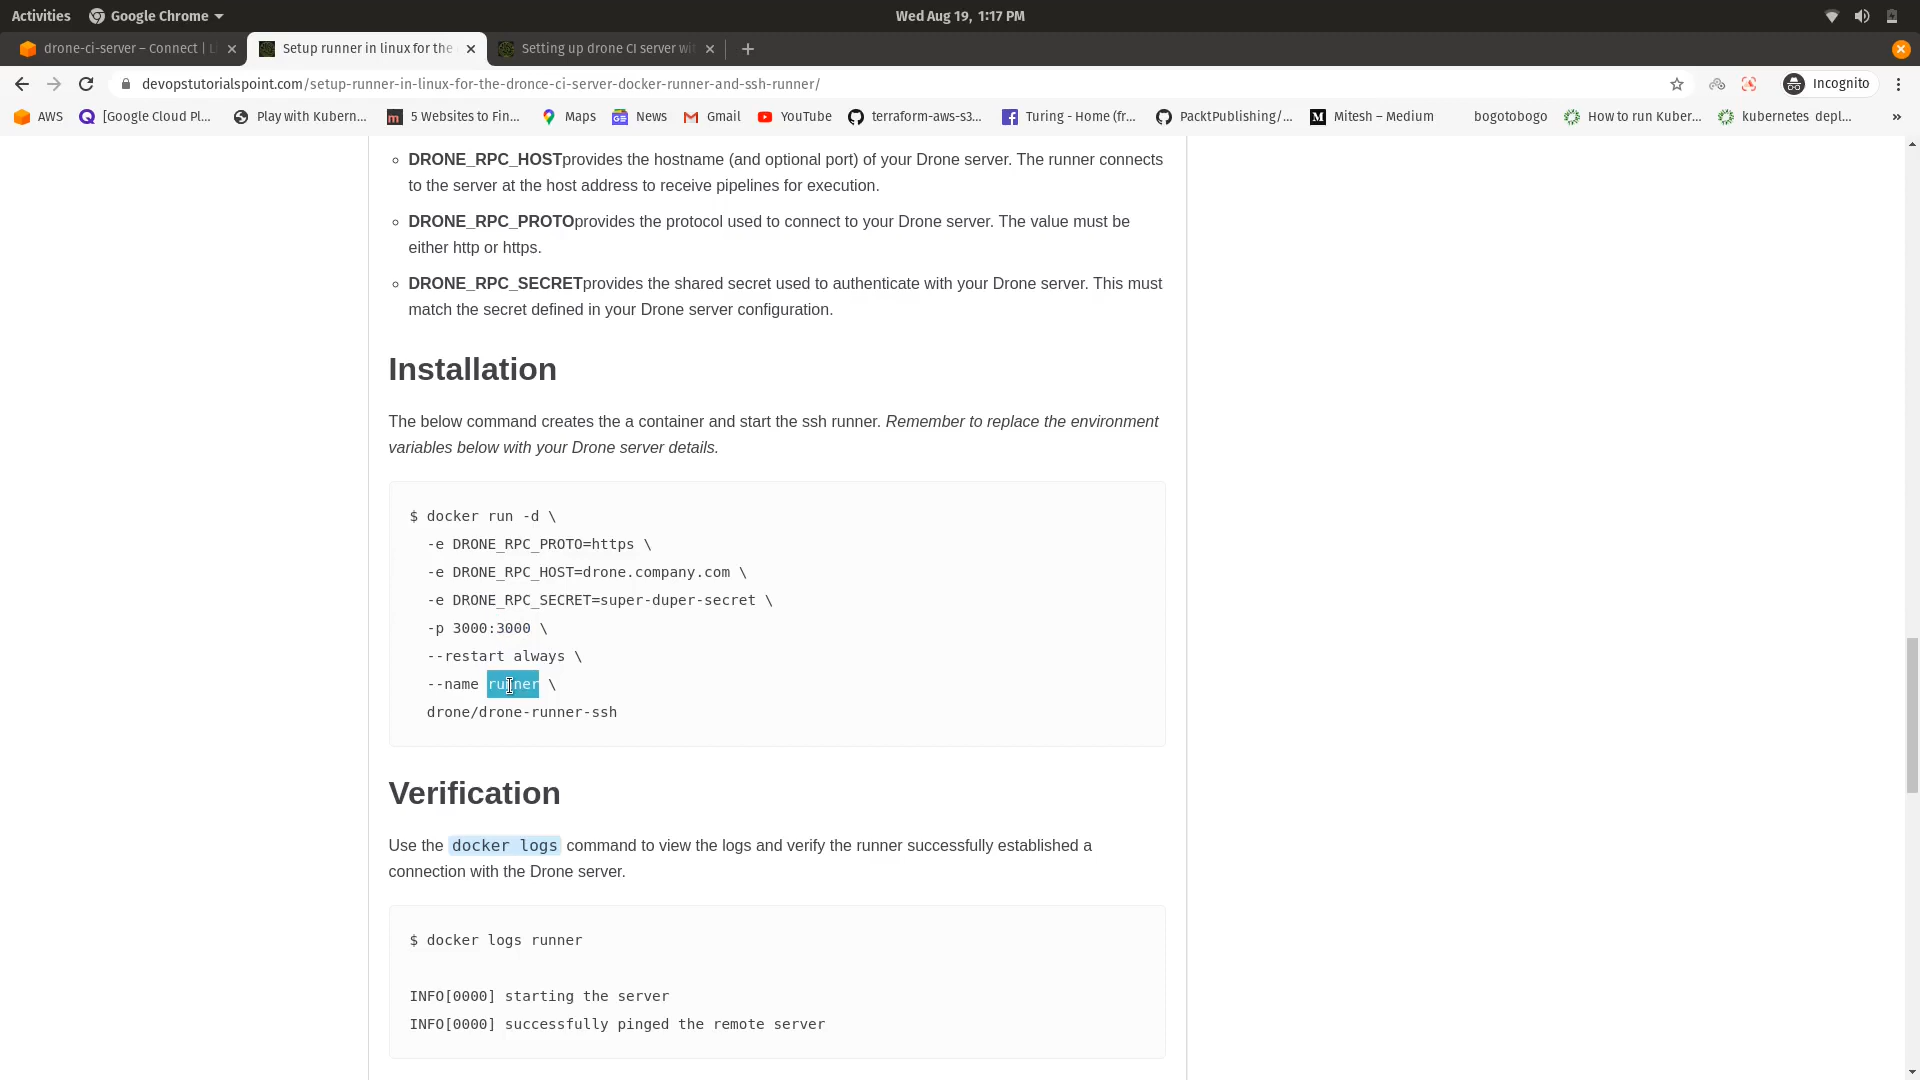 Activities Google Chrome Wed Aug 19, 1:17 PM
drone-ci-server – Connect | Setup runner in linux for the Setting up drone CI server wi
devopstutorialspoint.com/setup-runner-in-linux-for-the-dronce-ci-server-docker-runner-and-ssh-runner/ Incognito
AWS [Google Cloud Pl... Play with Kubern... 5 Websites to Fin... Maps News Gmail YouTube terraform-aws-s3... Turing - Home (fr... PacktPublishing/... Mitesh – Medium bogotobogo How to run Kuber... kubernetes depl... »
DRONE_RPC_HOSTprovides the hostname (and optional port) of your Drone server. The runner connects
to the server at the host address to receive pipelines for execution.
DRONE_RPC_PROTOprovides the protocol used to connect to your Drone server. The value must be
either http or https.
DRONE_RPC_SECRETprovides the shared secret used to authenticate with your Drone server. This must
match the secret defined in your Drone server configuration.
Installation
The below command creates the a container and start the ssh runner. Remember to replace the environment
variables below with your Drone server details.
$ docker run -d \
-e DRONE_RPC_PROTO=https \
-e DRONE_RPC_HOST=drone.company.com \
-e DRONE_RPC_SECRET=super-duper-secret \
-p 3000:3000 \
--restart always \
--name runner \
drone/drone-runner-ssh
Verification
Use the docker logs command to view the logs and verify the runner successfully established a
connection with the Drone server.
$ docker logs runner
INFO[0000] starting the server
INFO[0000] successfully pinged the remote server